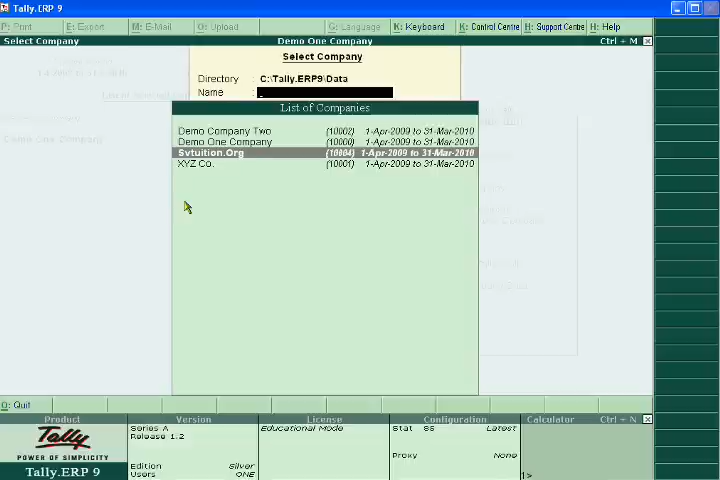 Tally.ERP 9
P: Print E: Export M: E-Mail O: Upload G: Language K: Keyboard K: Control Centre H: Support Centre H: Help
Select Company Demo One Company Ctrl + M
Select Company
Directory : C:\Tally.ERP9\Data
Name :
List of Companies
Demo Company Two (10002) 1-Apr-2009 to 31-Mar-2010
Demo One Company (10000) 1-Apr-2009 to 31-Mar-2010
Svtuition.Org (10004) 1-Apr-2009 to 31-Mar-2010
XYZ Co. (10001) 1-Apr-2009 to 31-Mar-2010
Demo One Company
Q: Quit
Product Version License Configuration Calculator Ctrl + N
Tally
POWER OF SIMPLICITY
Tally.ERP 9
Series A
Release 1.2
Edition Silver
Users ONE
Educational Mode
Stat SS Latest
Proxy None
1>